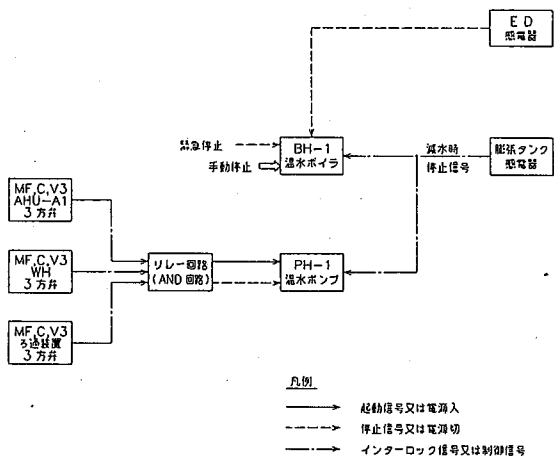 ED
感電器
緊急停止
手動停止
BH-1
温水ボイラ
減水時
停止信号
膨張タンク
感電器
MF,C,V3
AHU-A1
3方弁
MF,C,V3
WH
3方弁
リレー回路
(AND回路)
PH-1
温水ポンプ
MF,C,V3
ろ過装置
3方弁
凡例
起動信号又は電源入
停止信号又は電源切
インターロック信号又は制御信号